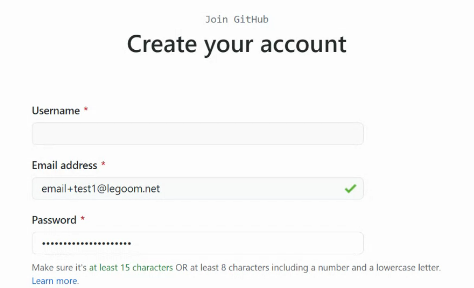 Join GitHub
Create your account
Username *
Email address *
email+test1@legoom.net
Password *
•••••••••••••••••••••
Make sure it's at least 15 characters OR at least 8 characters including a number and a lowercase letter.
Learn more.